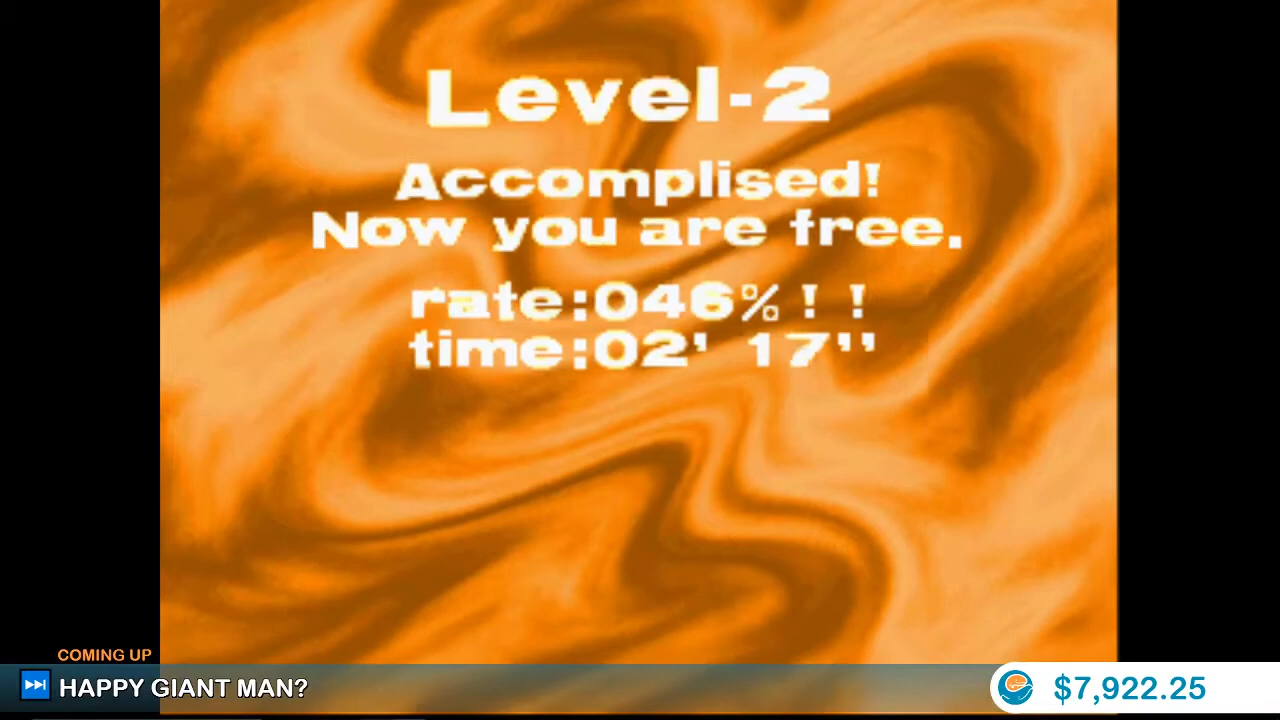 Level-2
Accomplised!
Now you are free.
rate:046%!!
time:02' 17''
COMING UP
HAPPY GIANT MAN?
$7,922.25